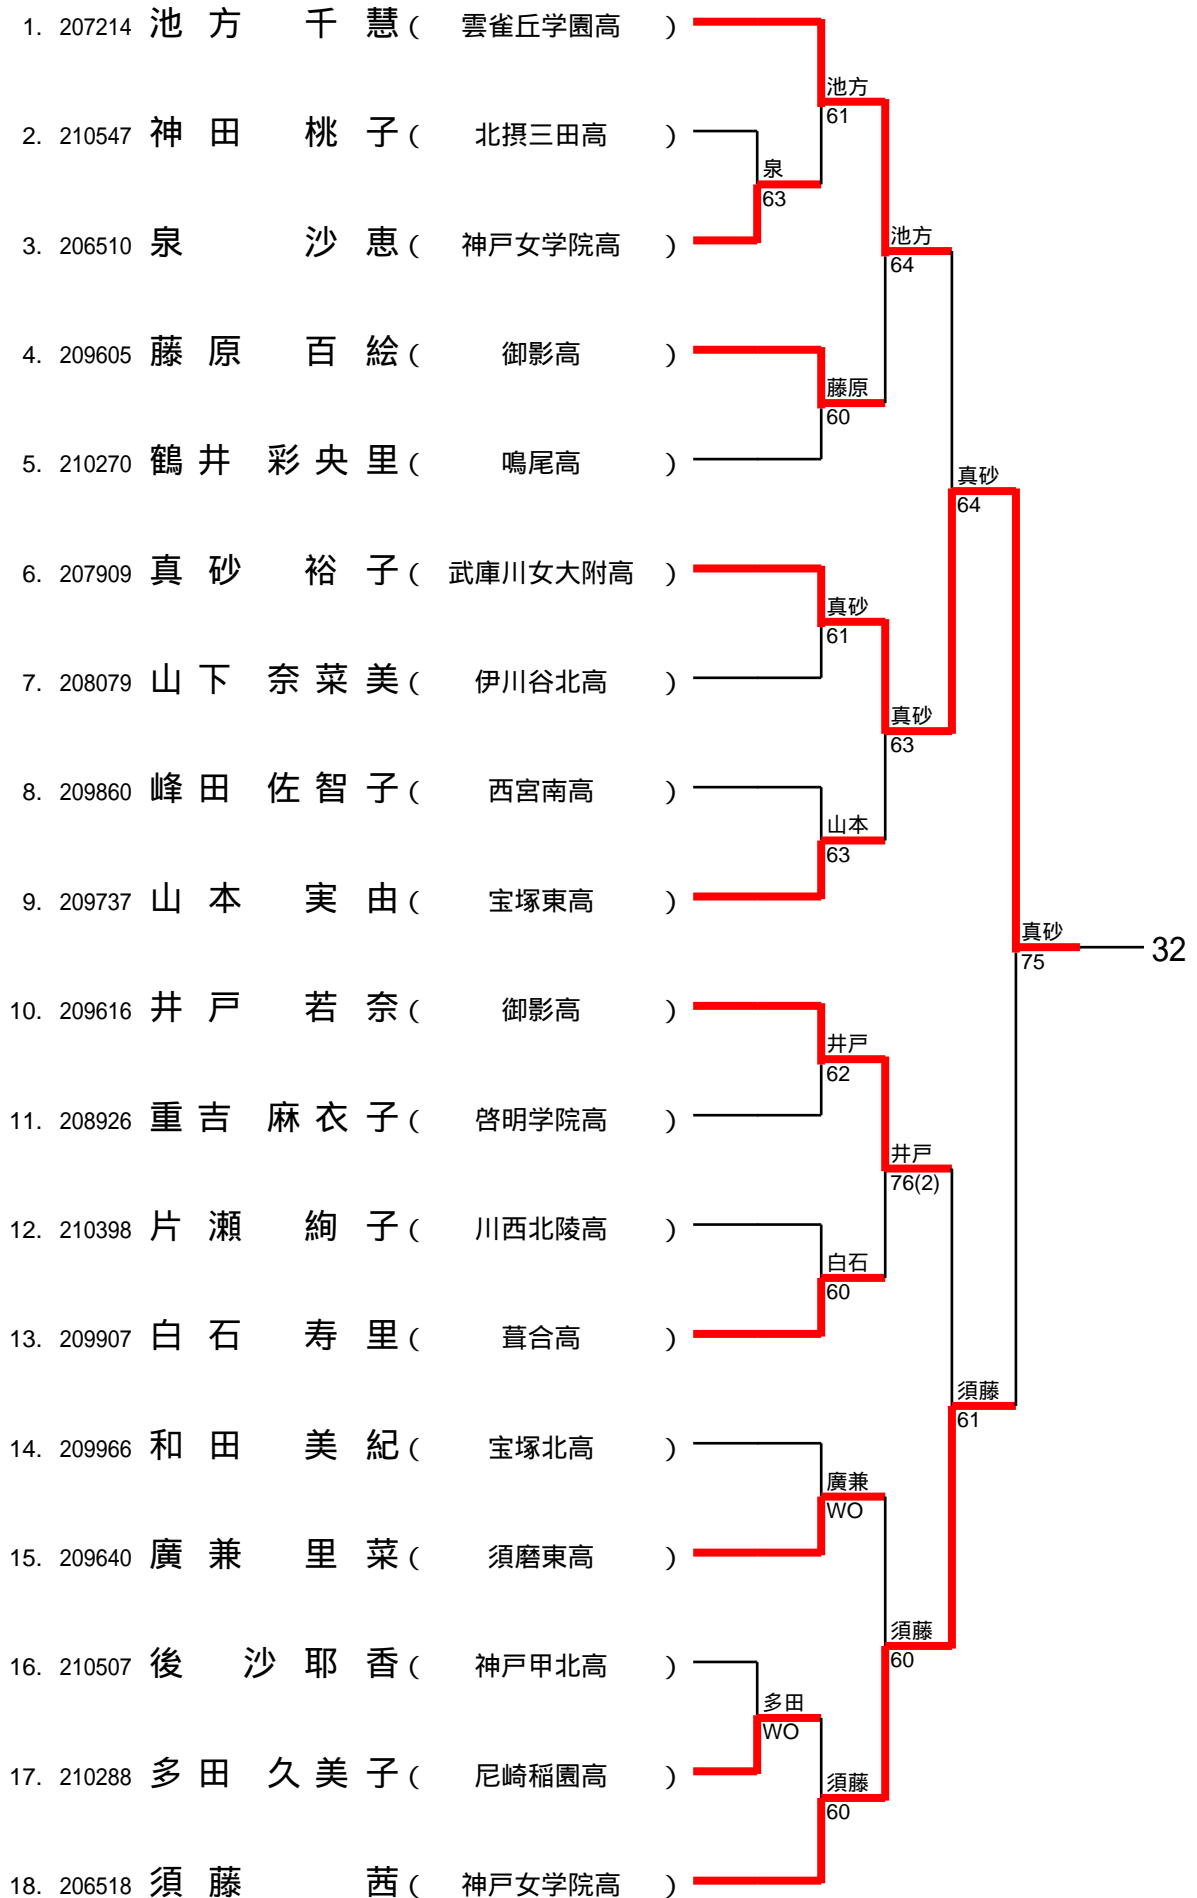 1. 207214 池方 千慧 ( 雲雀丘学園高 )
池方
61
2. 210547 神田 桃子 ( 北摂三田高 )
泉
63
3. 206510 泉 沙恵 ( 神戸女学院高 )
池方
64
4. 209605 藤原 百絵 ( 御影高 )
藤原
60
5. 210270 鶴井 彩央里 ( 鳴尾高 )
真砂
64
6. 207909 真砂 裕子 ( 武庫川女大附高 )
真砂
61
7. 208079 山下 奈菜美 ( 伊川谷北高 )
真砂
63
8. 209860 峰田 佐智子 ( 西宮南高 )
山本
63
9. 209737 山本 実由 ( 宝塚東高 )
真砂
75
32
10. 209616 井戸 若奈 ( 御影高 )
井戸
62
11. 208926 重吉 麻衣子 ( 啓明学院高 )
井戸
76(2)
12. 210398 片瀬 絢子 ( 川西北陵高 )
白石
60
13. 209907 白石 寿里 ( 葺合高 )
須藤
61
14. 209966 和田 美紀 ( 宝塚北高 )
廣兼
WO
15. 209640 廣兼 里菜 ( 須磨東高 )
須藤
60
16. 210507 後 沙耶香 ( 神戸甲北高 )
多田
WO
17. 210288 多田 久美子 ( 尼崎稲園高 )
須藤
60
18. 206518 須藤 茜 ( 神戸女学院高 )